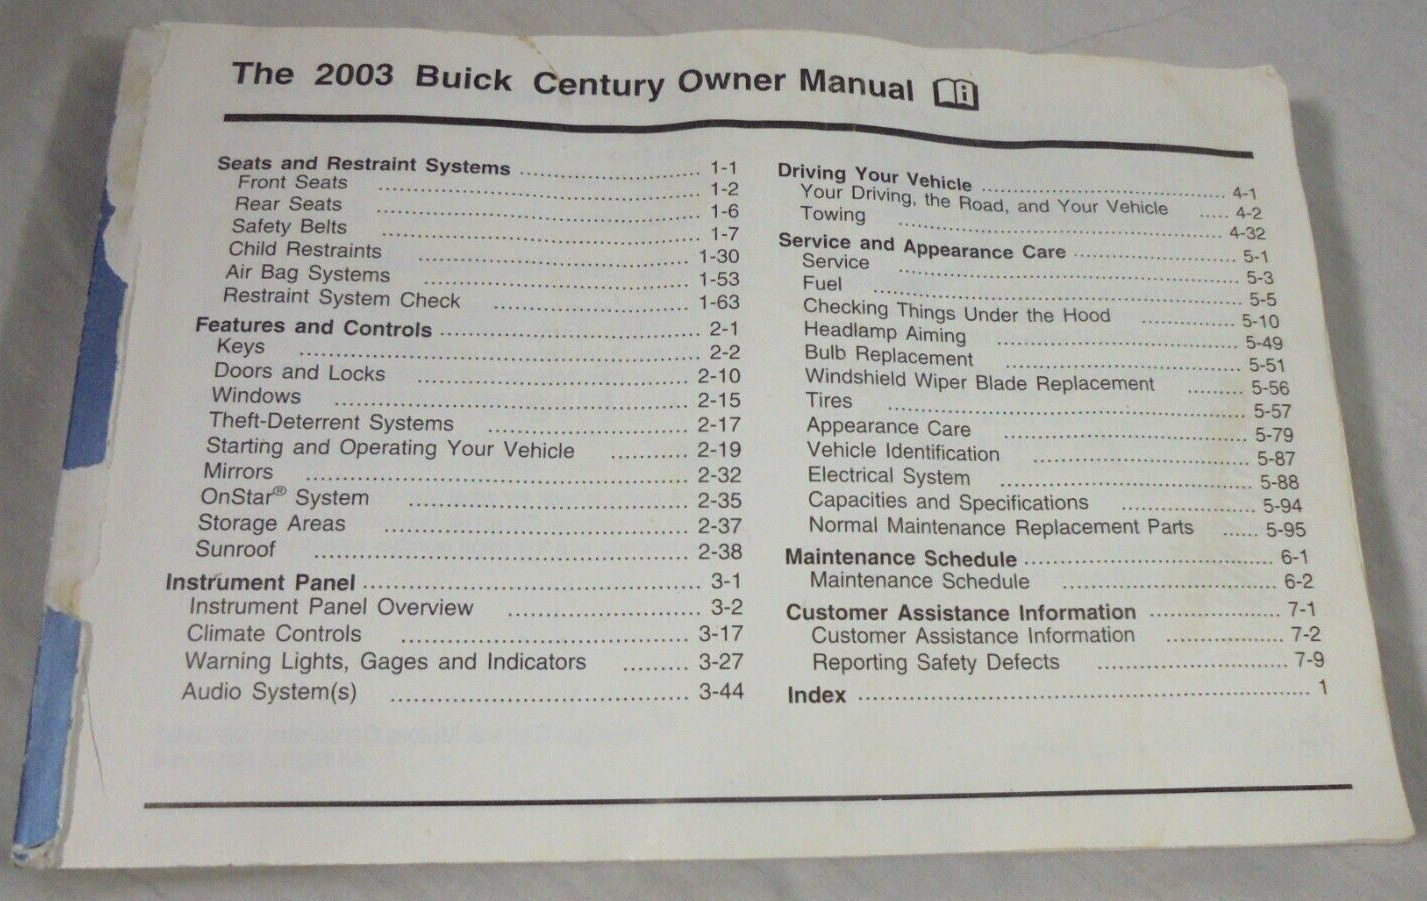 The 2003 Buick Century Owner Manual
Seats and Restraint Systems ........................ 1-1
Front Seats ........................ 1-2
Rear Seats ........................ 1-6
Safety Belts ........................ 1-7
Child Restraints ........................ 1-30
Air Bag Systems ........................ 1-53
Restraint System Check ........................ 1-63
Features and Controls ........................ 2-1
Keys ........................ 2-2
Doors and Locks ........................ 2-10
Windows ........................ 2-15
Theft-Deterrent Systems ........................ 2-17
Starting and Operating Your Vehicle ........... 2-19
Mirrors ........................ 2-32
OnStar® System ........................ 2-35
Storage Areas ........................ 2-37
Sunroof ........................ 2-38
Instrument Panel ........................ 3-1
Instrument Panel Overview ........................ 3-2
Climate Controls ........................ 3-17
Warning Lights, Gages and Indicators ......... 3-27
Audio System(s) ........................ 3-44
Driving Your Vehicle ........................ 4-1
Your Driving, the Road, and Your Vehicle ..... 4-2
Towing ........................ 4-32
Service and Appearance Care ........................ 5-1
Service ........................ 5-3
Fuel ........................ 5-5
Checking Things Under the Hood .............. 5-10
Headlamp Aiming ........................ 5-49
Bulb Replacement ........................ 5-51
Windshield Wiper Blade Replacement ......... 5-56
Tires ........................ 5-57
Appearance Care ........................ 5-79
Vehicle Identification ........................ 5-87
Electrical System ........................ 5-88
Capacities and Specifications .................... 5-94
Normal Maintenance Replacement Parts ...... 5-95
Maintenance Schedule ........................ 6-1
Maintenance Schedule ........................ 6-2
Customer Assistance Information .................. 7-1
Customer Assistance Information ................. 7-2
Reporting Safety Defects ........................ 7-9
Index ........................ 1